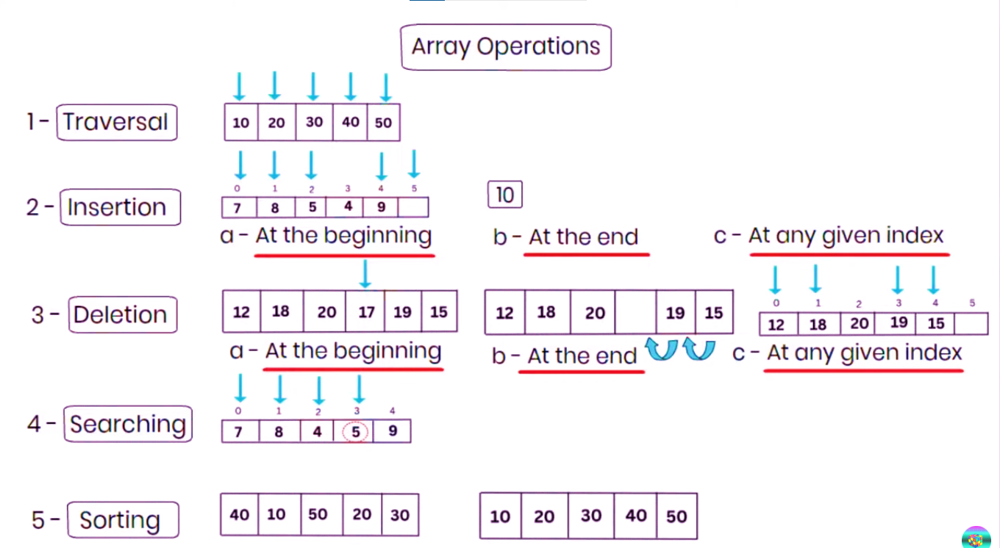 Array Operations
1- Traversal
10 20 30 40 50
2- Insertion
0 1 2 3 4 5
7 8 5 4 9
10
a - At the beginning
b - At the end
c - At any given index
3- Deletion
12 18 20 17 19 15
12 18 20 19 15
0 1 2 3 4 5
12 18 20 19 15
a - At the beginning
b - At the end
c - At any given index
4- Searching
0 1 2 3 4
7 8 4 5 9
5- Sorting
40 10 50 20 30
10 20 30 40 50